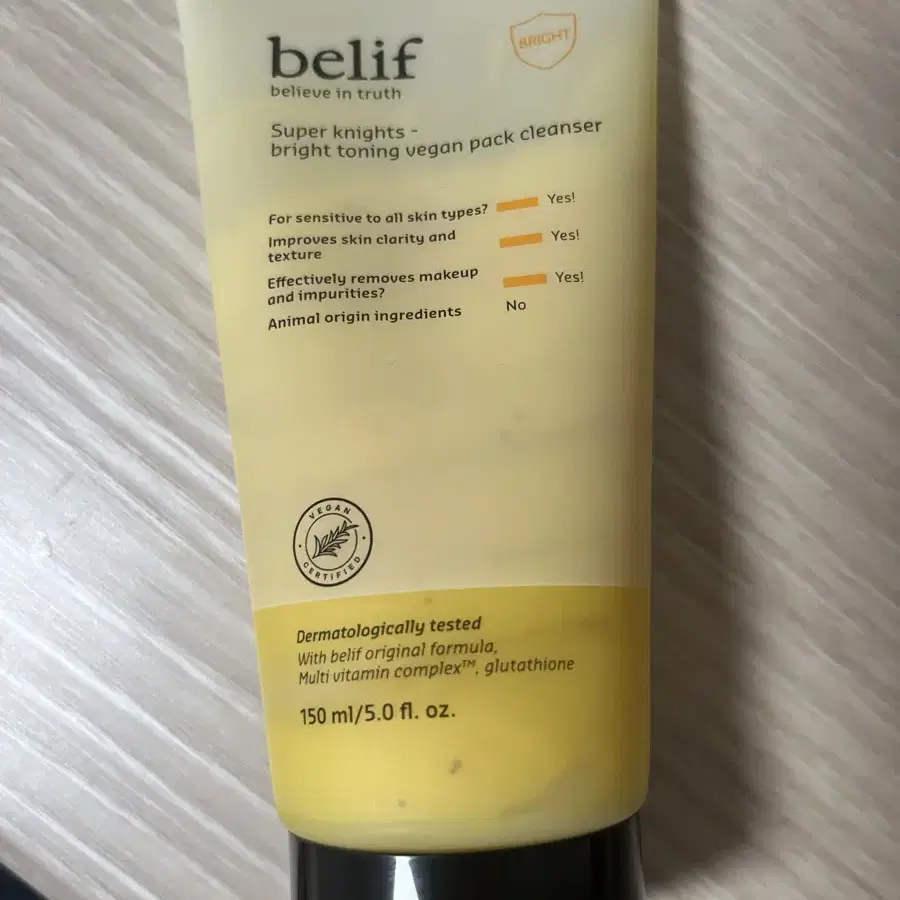 belif
believe in truth
BRIGHT
Super knights -
bright toning vegan pack cleanser
For sensitive to all skin types? Yes!
Improves skin clarity and
texture Yes!
Effectively removes makeup
and impurities? Yes!
Animal origin ingredients No
VEGAN
CERTIFIED
Dermatologically tested
With belif original formula,
Multi vitamin complex™, glutathione
150 ml/5.0 fl. oz.